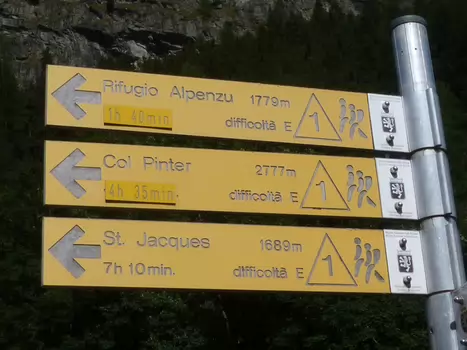 Rifugio Alpenzu 1779m
1h 40min. difficoltà E 1
Col Pinter 2777m
4h 35min. difficoltà E 1
St. Jacques 1689m
7h 10min. difficoltà E 1